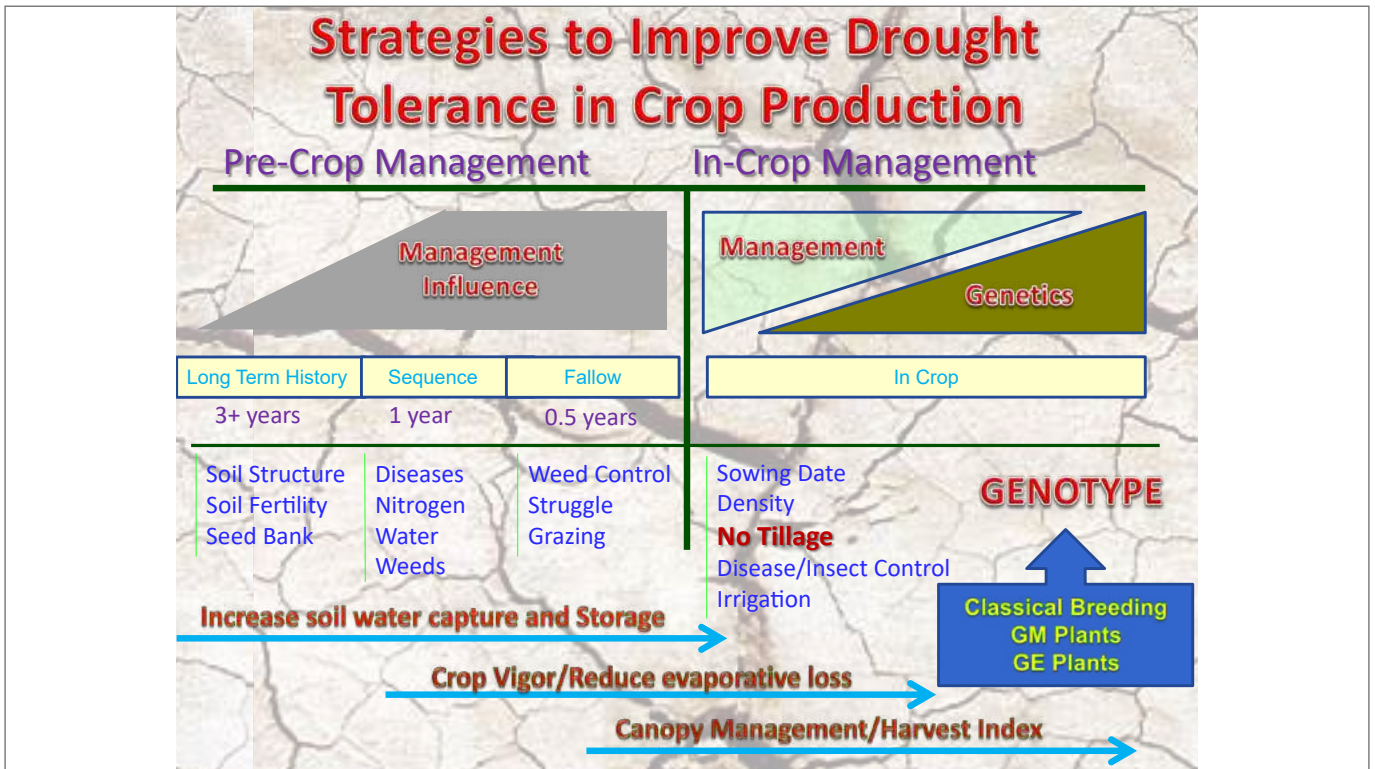 Strategies to Improve Drought
Tolerance in Crop Production
Pre-Crop Management
In-Crop Management
Management
Influence
Management
Genetics
Long Term History
Sequence
Fallow
In Crop
3+ years
1 year
0.5 years
Soil Structure
Soil Fertility
Seed Bank
Diseases
Nitrogen
Water
Weeds
Weed Control
Struggle
Grazing
Sowing Date
Density
No Tillage
Disease/Insect Control
Irrigation
GENOTYPE
Classical Breeding
GM Plants
GE Plants
Increase soil water capture and Storage
Crop Vigor/Reduce evaporative loss
Canopy Management/Harvest Index